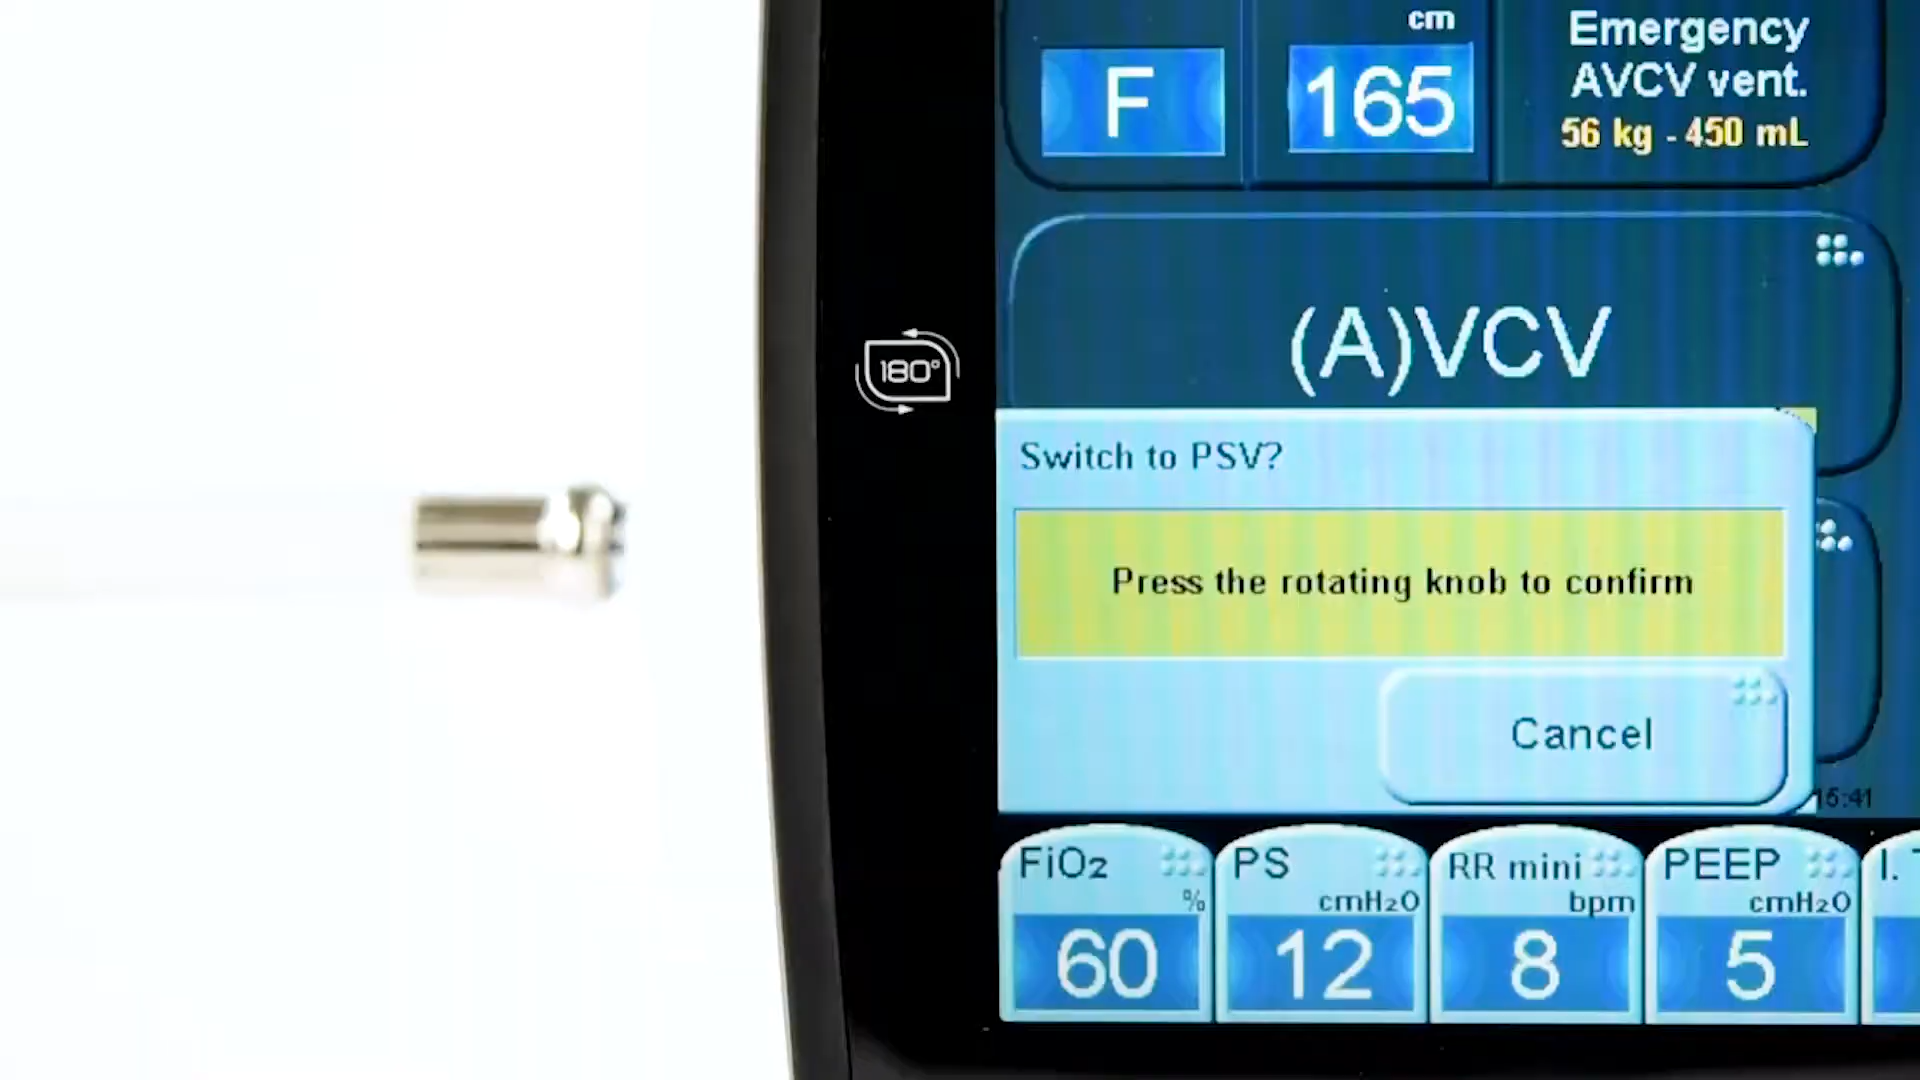 cm
F
165
Emergency
AVCV vent.
56 kg - 450 mL
180°
(A)VCV
Switch to PSV?
Press the rotating knob to confirm
Cancel
15:41
FiO₂
%
60
PS
cmH₂O
12
RR mini
bpm
8
PEEP
cmH₂O
5
I.